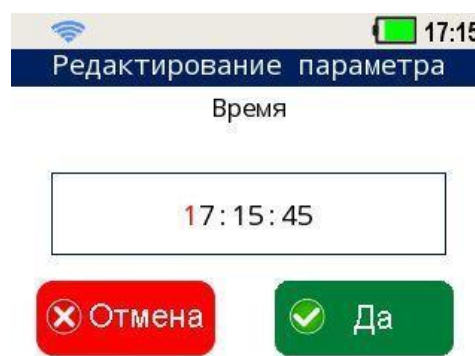 17:15
Редактирование параметра
Время
17:15:45
Отмена
Да